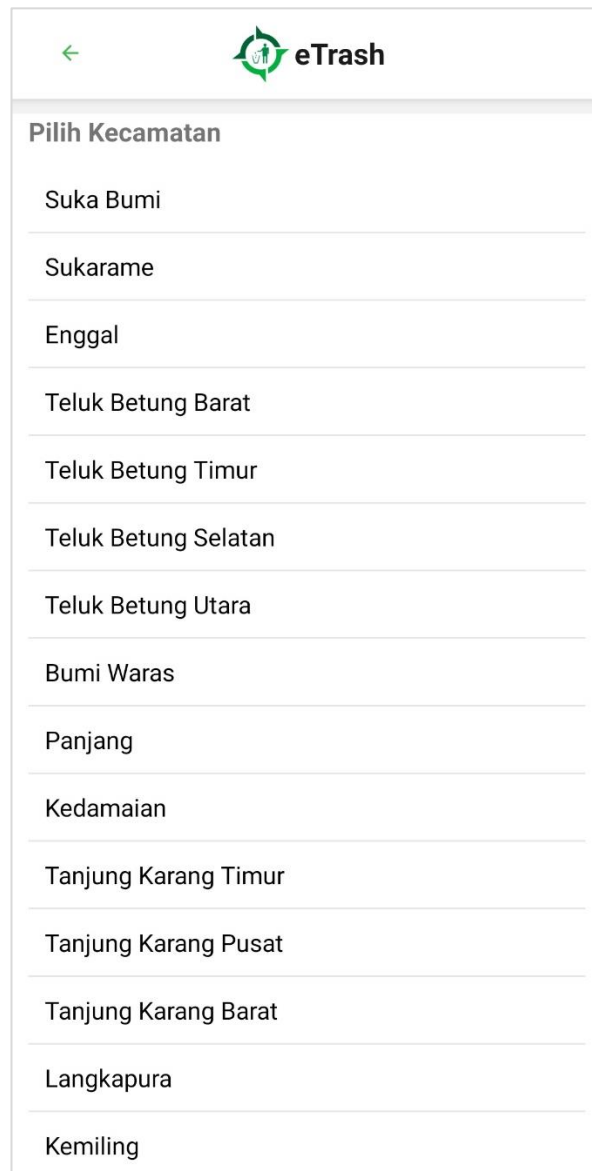 eTrash
Pilih Kecamatan
Suka Bumi
Sukarame
Enggal
Teluk Betung Barat
Teluk Betung Timur
Teluk Betung Selatan
Teluk Betung Utara
Bumi Waras
Panjang
Kedamaian
Tanjung Karang Timur
Tanjung Karang Pusat
Tanjung Karang Barat
Langkapura
Kemiling